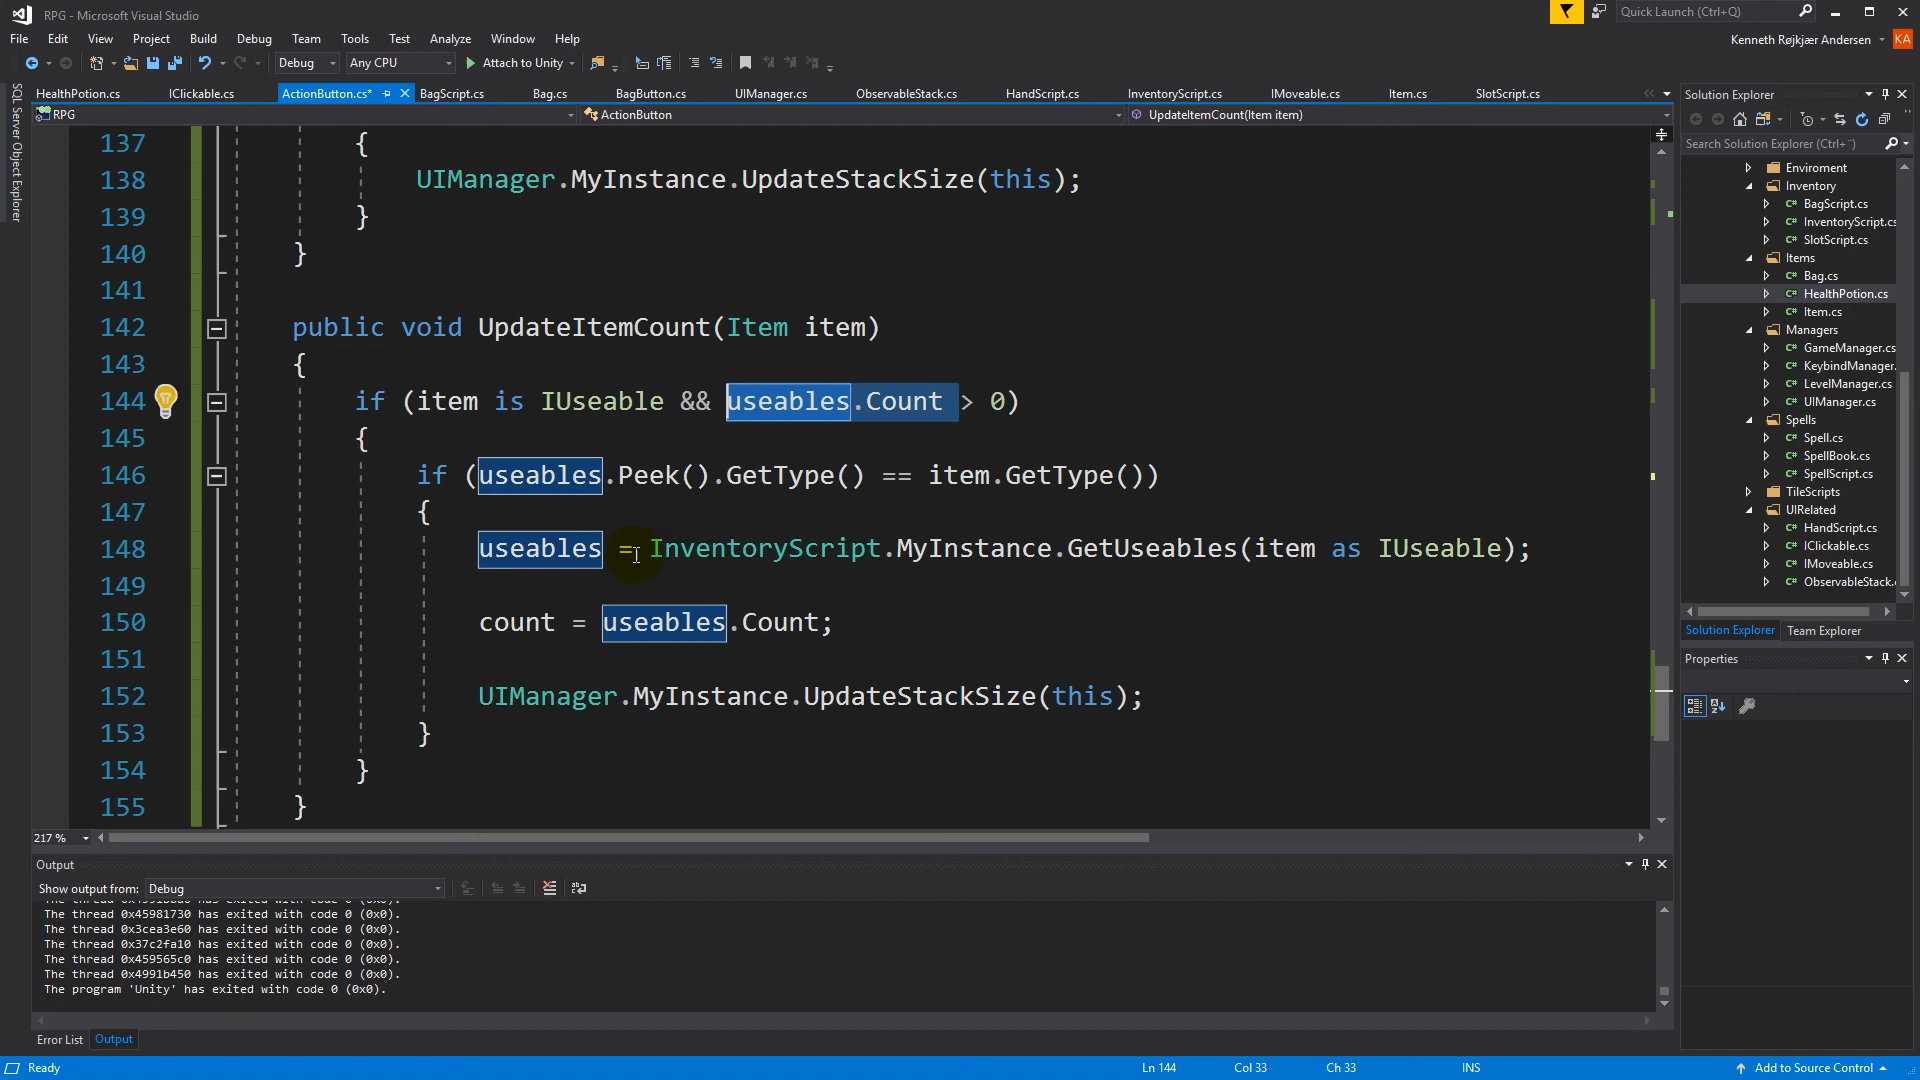 RPG - Microsoft Visual Studio
Quick Launch (Ctrl+Q)
File Edit View Project Build Debug Team Tools Test Analyze Window Help
Kenneth Røjkjær Andersen KA
Debug Any CPU Attach to Unity
HealthPotion.cs IClickable.cs ActionButton.cs* BagScript.cs Bag.cs BagButton.cs UIManager.cs ObservableStack.cs HandScript.cs InventoryScript.cs IMoveable.cs Item.cs SlotScript.cs
RPG ActionButton UpdateItemCount(Item item)
SQL Server Object Explorer
137 {
138 UIManager.MyInstance.UpdateStackSize(this);
139 }
140 }
141
142 public void UpdateItemCount(Item item)
143 {
144 if (item is IUseable && useables.Count > 0)
145 {
146 if (useables.Peek().GetType() == item.GetType())
147 {
148 useables = InventoryScript.MyInstance.GetUseables(item as IUseable);
149
150 count = useables.Count;
151
152 UIManager.MyInstance.UpdateStackSize(this);
153 }
154 }
155 }
217 %
Output
Show output from: Debug
The thread 0x45981730 has exited with code 0 (0x0).
The thread 0x3cea3e60 has exited with code 0 (0x0).
The thread 0x37c2fa10 has exited with code 0 (0x0).
The thread 0x459565c0 has exited with code 0 (0x0).
The thread 0x4991b450 has exited with code 0 (0x0).
The program 'Unity' has exited with code 0 (0x0).
Error List Output
Ready Ln 144 Col 33 Ch 33 INS Add to Source Control
Solution Explorer
Search Solution Explorer (Ctrl+¨)
Enviroment
Inventory
C# BagScript.cs
C# InventoryScript.cs
C# SlotScript.cs
Items
C# Bag.cs
C# HealthPotion.cs
C# Item.cs
Managers
C# GameManager.cs
C# KeybindManager.
C# LevelManager.cs
C# UIManager.cs
Spells
C# Spell.cs
C# SpellBook.cs
C# SpellScript.cs
TileScripts
UIRelated
C# HandScript.cs
C# IClickable.cs
C# IMoveable.cs
C# ObservableStack.
Solution Explorer Team Explorer
Properties